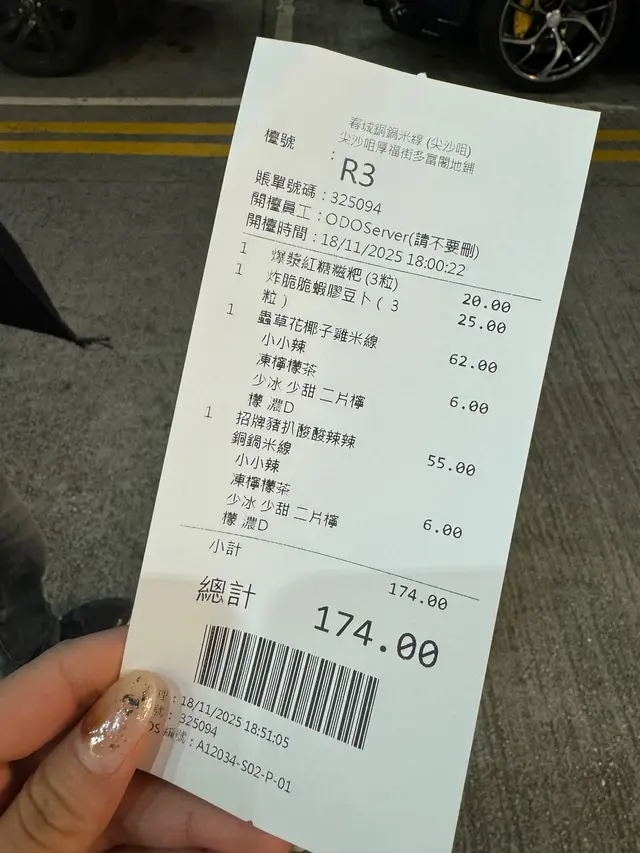 春城銅鍋米線 (尖沙咀)
尖沙咀厚福街多富閣地鋪
檯號 : R3
賬單號碼 : 325094
開檯員工 : ODOServer(請不要刪)
開檯時間 : 18/11/2025 18:00:22
1 爆漿紅糖糍粑 (3粒) 20.00
1 炸脆脆蝦膠豆卜 ( 3 25.00
粒 )
1 蟲草花椰子雞米線 62.00
小小辣
凍檸檬茶 6.00
少冰 少甜 二片檸
檬 濃D
1 招牌豬扒酸酸辣辣 55.00
銅鍋米線
小小辣
凍檸檬茶 6.00
少冰 少甜 二片檸
檬 濃D
小計 174.00
總計 174.00
理 : 18/11/2025 18:51:05
號 : 325094
OS 編號 : A12034-S02-P-01